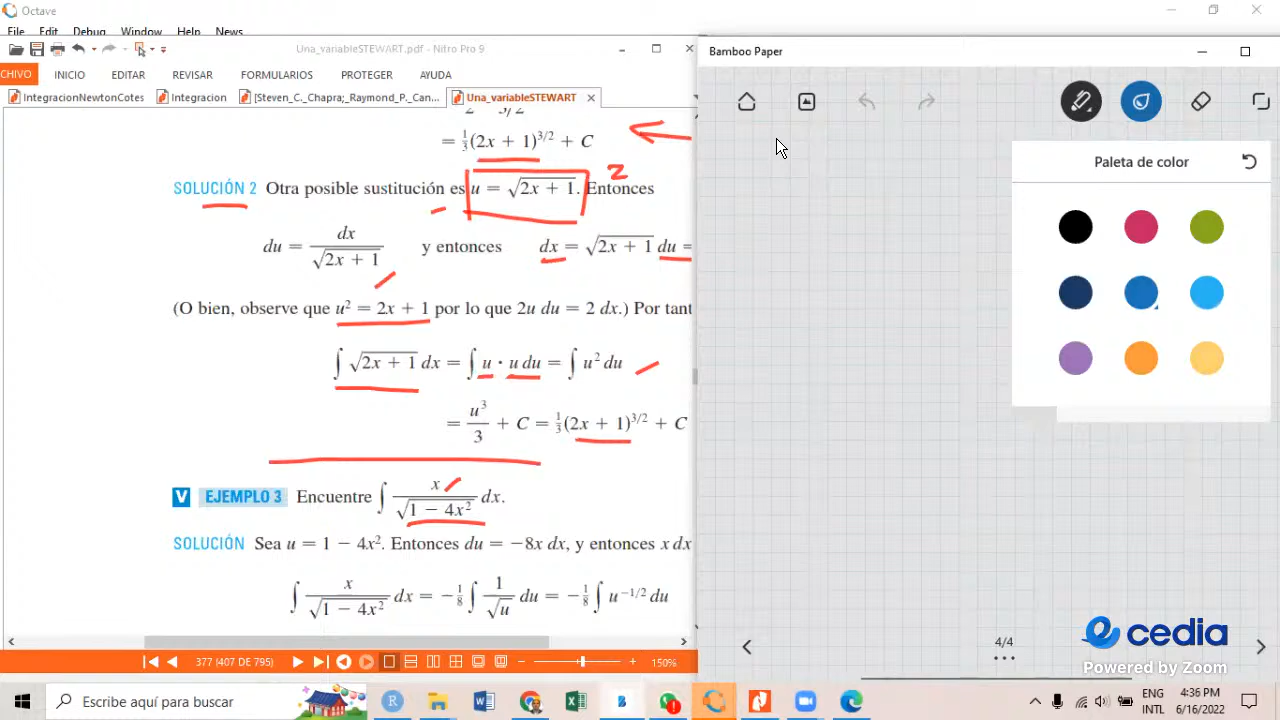 Octave
File Edit Debug Window Help News
Una_variableSTEWART.pdf - Nitro Pro 9
CHIVO INICIO EDITAR REVISAR FORMULARIOS PROTEGER AYUDA
IntegracionNewtonCotes Integracion [Steven_C._Chapra;_Raymond_P._Can... Una_variableSTEWART
= 1/3 (2x + 1)^3/2 + C
2
SOLUCIÓN 2 Otra posible sustitución es u = √2x + 1. Entonces
du = dx/√2x + 1 y entonces dx = √2x + 1 du =
(O bien, observe que u² = 2x + 1 por lo que 2u du = 2 dx.) Por tant
∫ √2x + 1 dx = ∫ u · u du = ∫ u² du
= u³/3 + C = 1/3 (2x + 1)^3/2 + C
V EJEMPLO 3 Encuentre ∫ x/√1 − 4x² dx.
SOLUCIÓN Sea u = 1 − 4x². Entonces du = −8x dx, y entonces x dx
∫ x/√1 − 4x² dx = −1/8 ∫ 1/√u du = −1/8 ∫ u^−1/2 du
377 (407 DE 795) 150%
Bamboo Paper
Paleta de color
4/4
cedia
Powered by Zoom
Escribe aquí para buscar
ENG
INTL
4:36 PM
6/16/2022